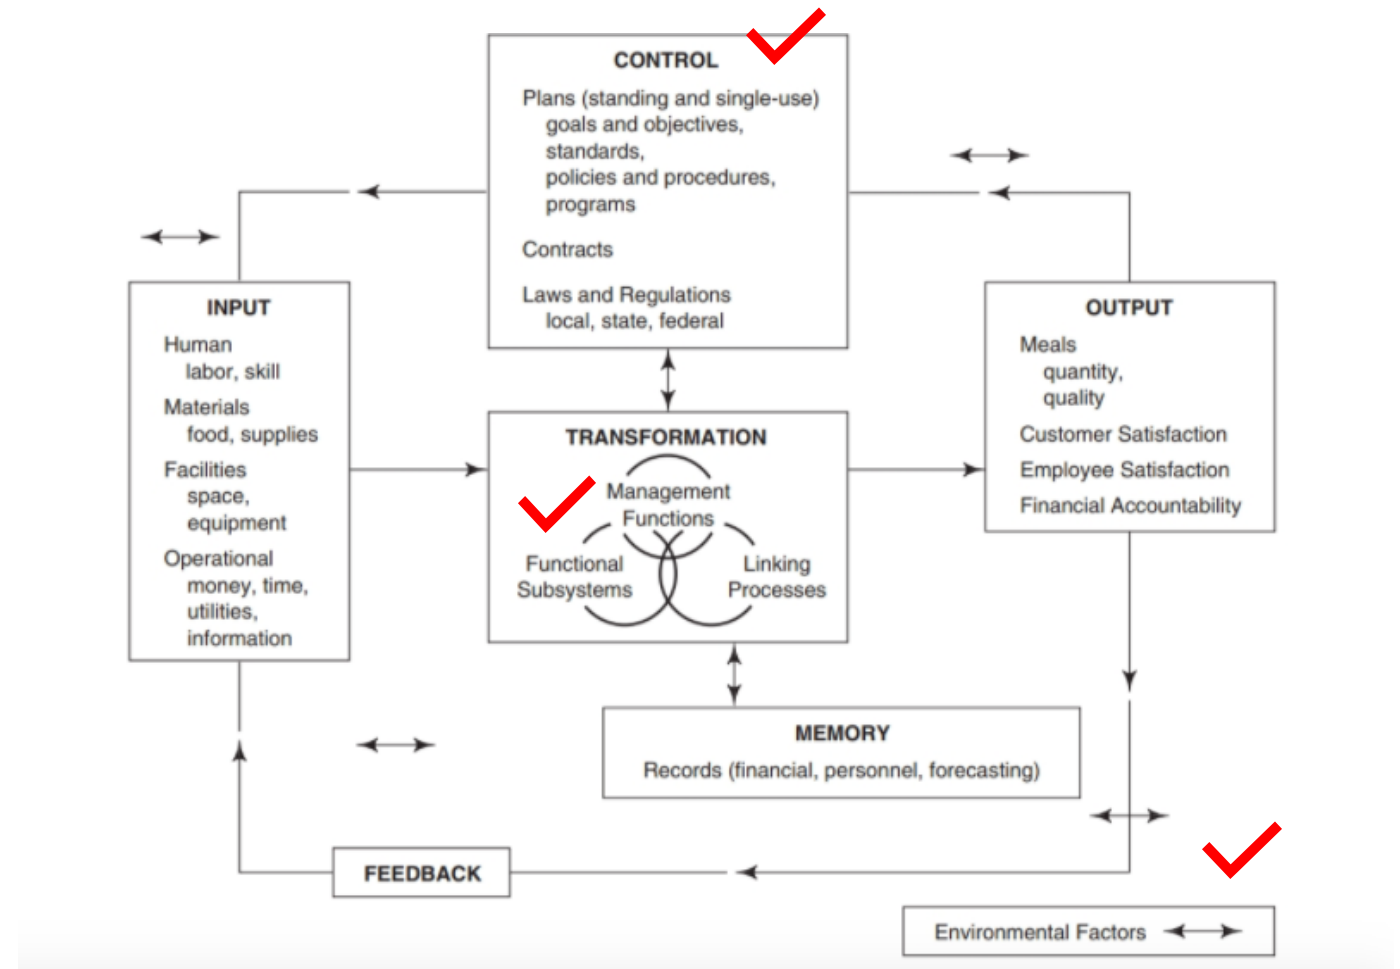 CONTROL
Plans (standing and single-use)
goals and objectives,
standards,
policies and procedures,
programs
Contracts
Laws and Regulations
local, state, federal
INPUT
Human
labor, skill
Materials
food, supplies
Facilities
space,
equipment
Operational
money, time,
utilities,
information
TRANSFORMATION
Management
Functions
Functional
Subsystems
Linking
Processes
OUTPUT
Meals
quantity,
quality
Customer Satisfaction
Employee Satisfaction
Financial Accountability
MEMORY
Records (financial, personnel, forecasting)
FEEDBACK
Environmental Factors